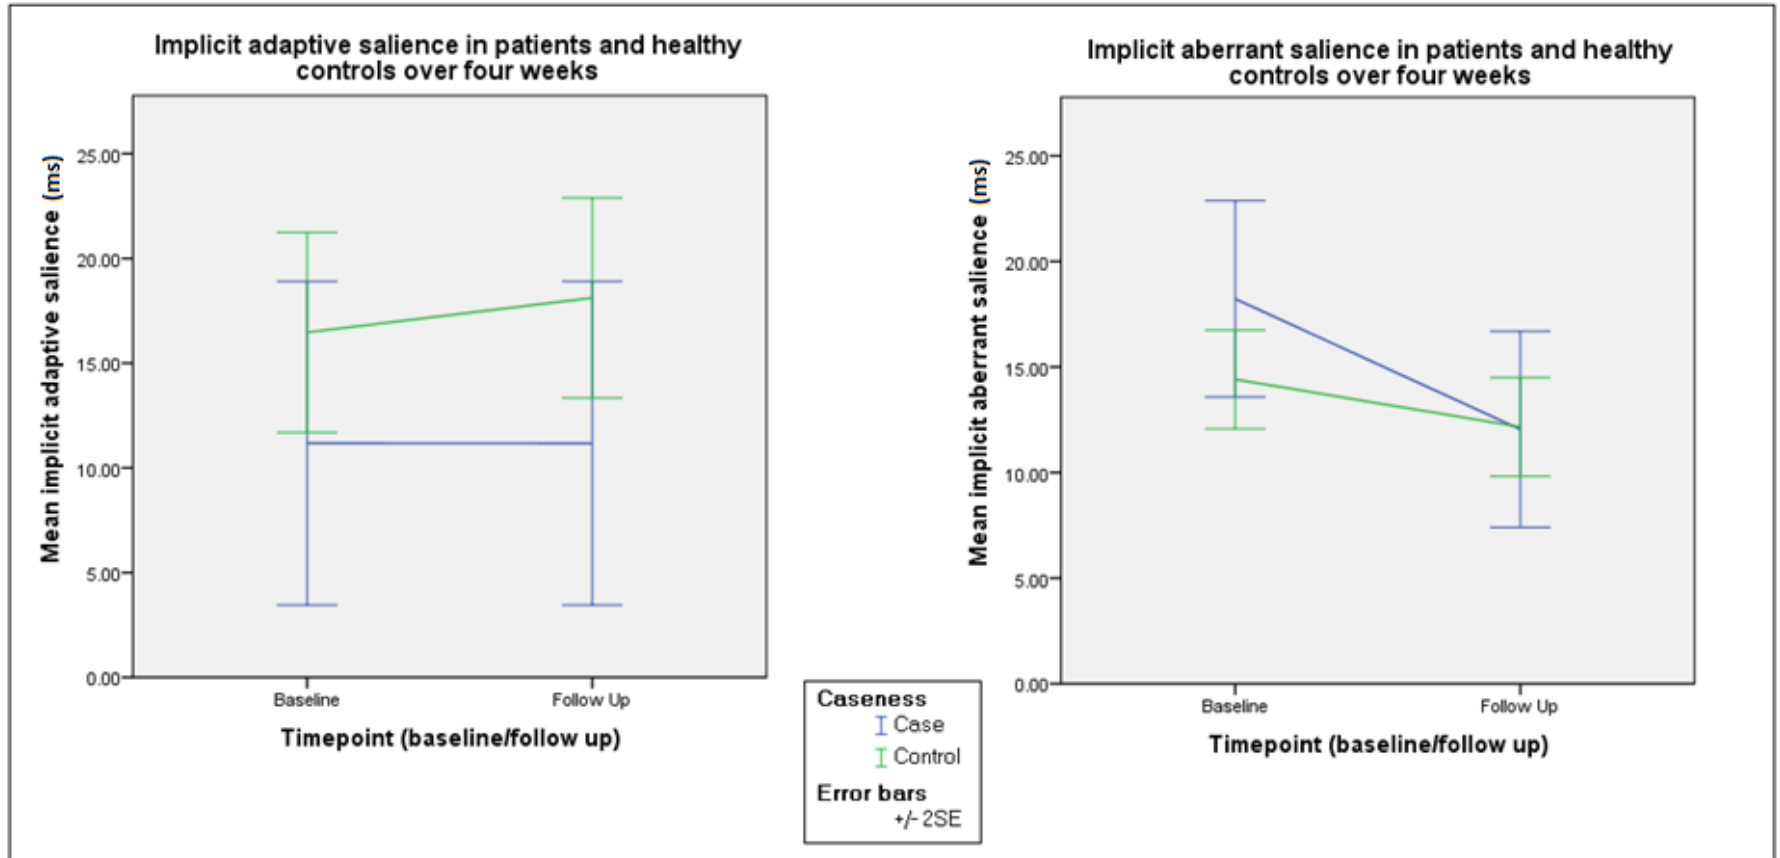 Implicit adaptive salience in patients and healthy
controls over four weeks
Mean implicit adaptive salience (ms)
25.00
20.00
15.00
10.00
5.00
0.00
Baseline
Follow Up
Timepoint (baseline/follow up)
Implicit aberrant salience in patients and healthy
controls over four weeks
Mean implicit aberrant salience (ms)
25.00
20.00
15.00
10.00
5.00
0.00
Baseline
Follow Up
Timepoint (baseline/follow up)
Caseness
Case
Control
Error bars
+/- 2SE